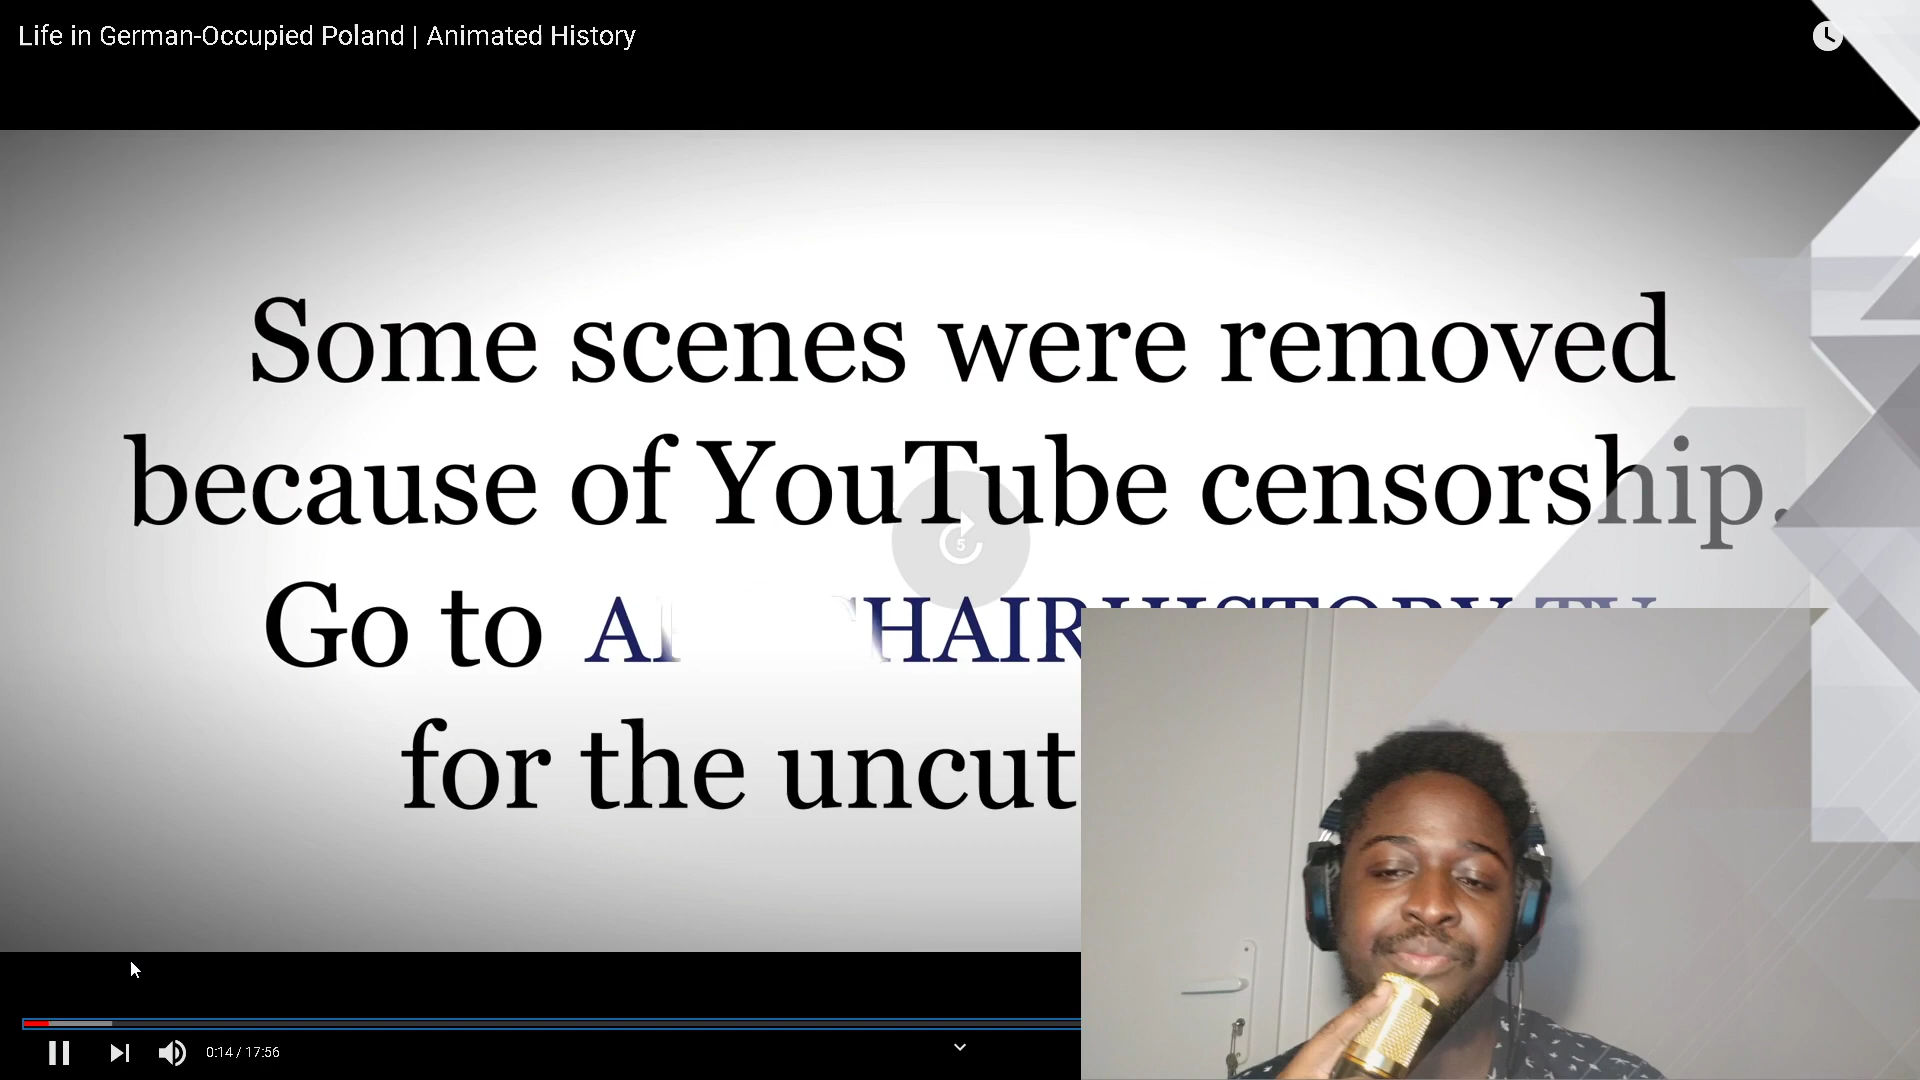 Life in German-Occupied Poland | Animated History
Some scenes were removed
because of YouTube censorship.
Go to
for the uncut
5
0:14 / 17:56